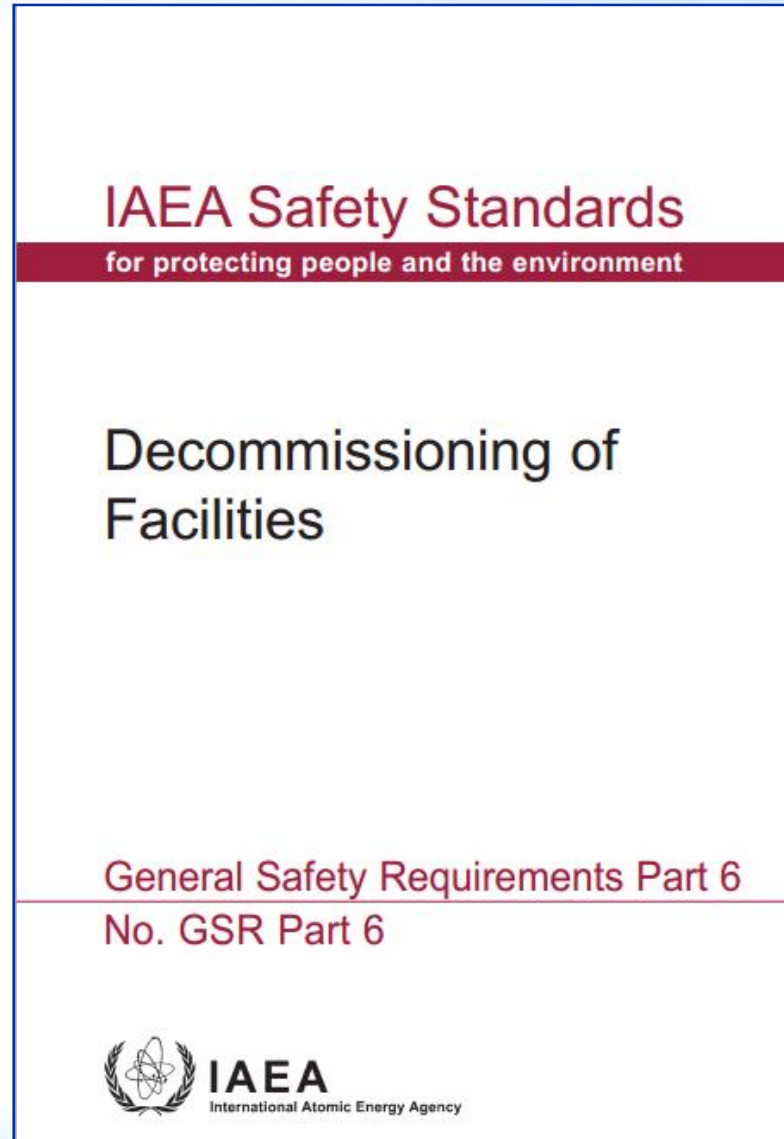 IAEA Safety Standards
for protecting people and the environment
Decommissioning of
Facilities
General Safety Requirements Part 6
No. GSR Part 6
IAEA
International Atomic Energy Agency